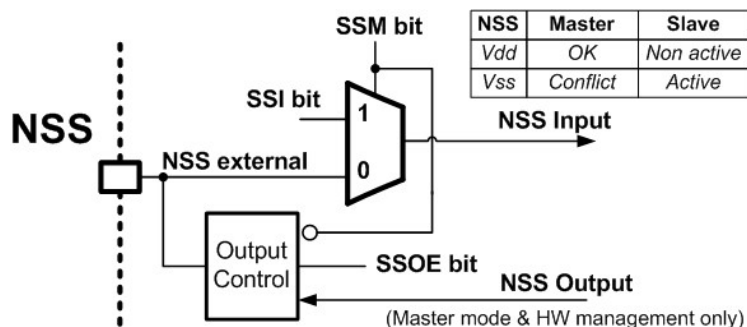 SSM bit
NSS Master Slave
Vdd OK Non active
Vss Conflict Active
SSI bit
1
NSS
NSS Input
NSS external
0
Output
Control
SSOE bit
NSS Output
(Master mode & HW management only)